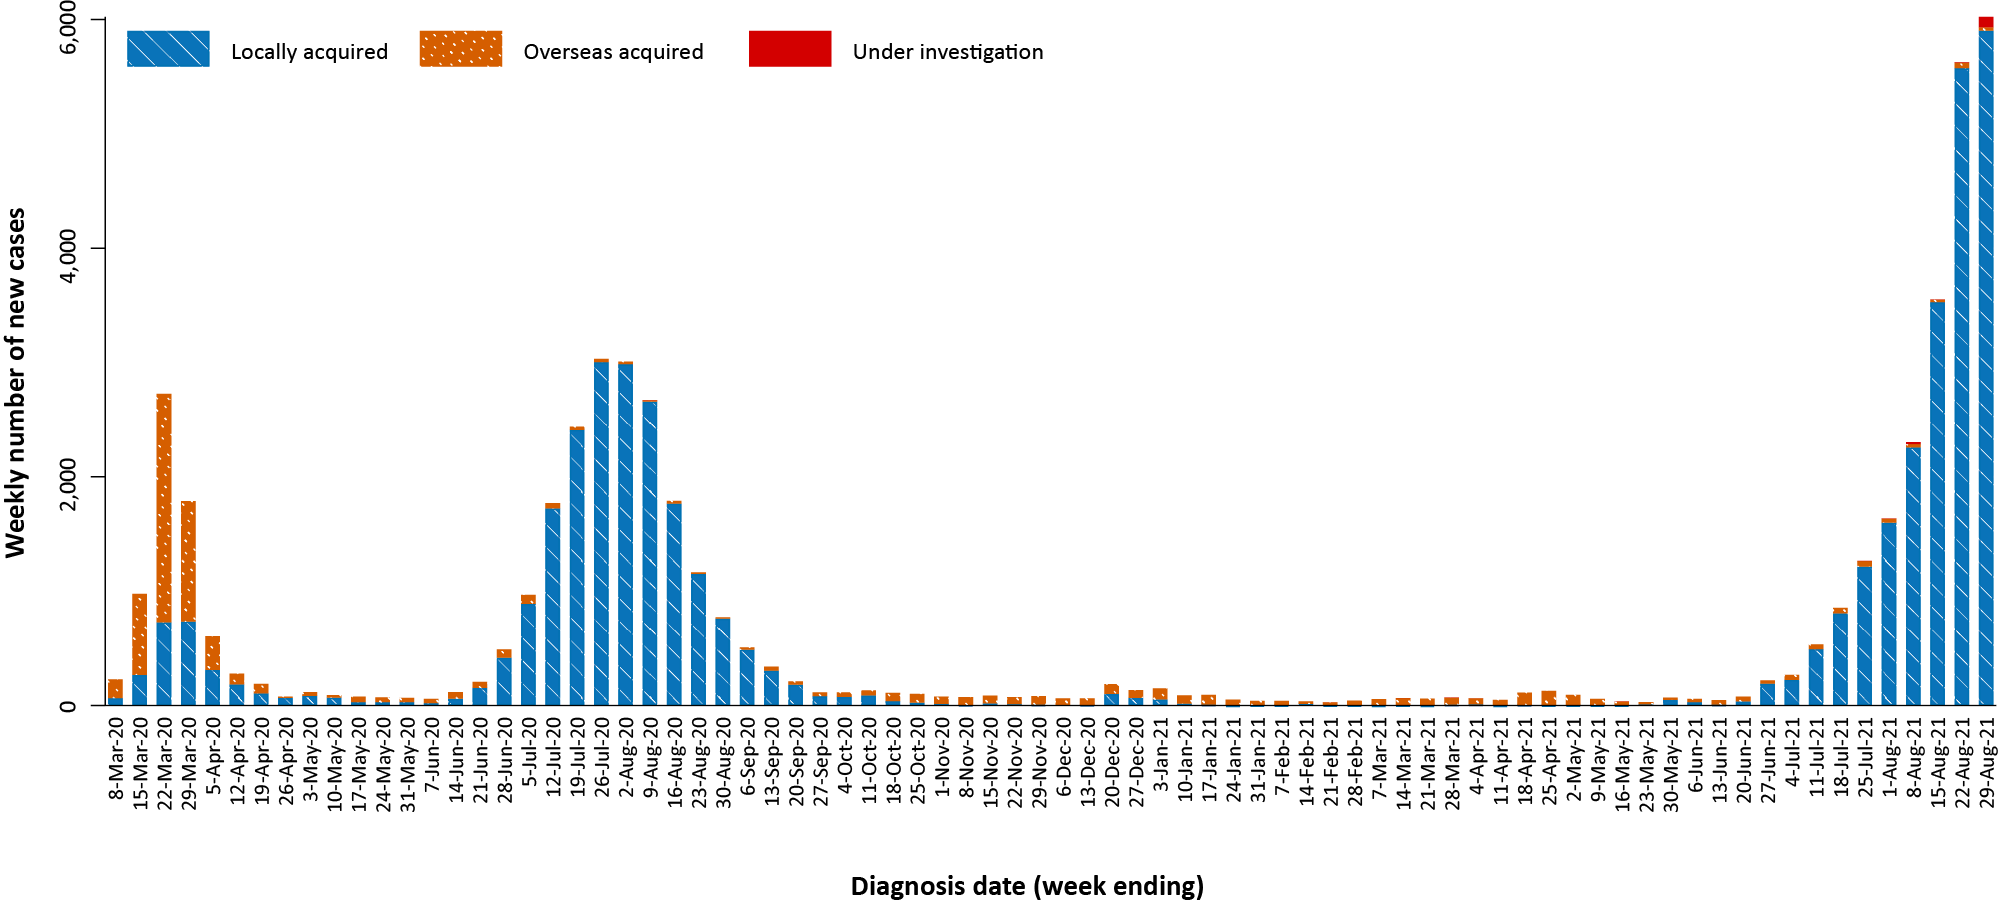 6,000
4,000
2,000
0
Weekly number of new cases
Locally acquired
Overseas acquired
Under investigation
8-Mar-20
15-Mar-20
22-Mar-20
29-Mar-20
5-Apr-20
12-Apr-20
19-Apr-20
26-Apr-20
3-May-20
10-May-20
17-May-20
24-May-20
31-May-20
7-Jun-20
14-Jun-20
21-Jun-20
28-Jun-20
5-Jul-20
12-Jul-20
19-Jul-20
26-Jul-20
2-Aug-20
9-Aug-20
16-Aug-20
23-Aug-20
30-Aug-20
6-Sep-20
13-Sep-20
20-Sep-20
27-Sep-20
4-Oct-20
11-Oct-20
18-Oct-20
25-Oct-20
1-Nov-20
8-Nov-20
15-Nov-20
22-Nov-20
29-Nov-20
6-Dec-20
13-Dec-20
20-Dec-20
27-Dec-20
3-Jan-21
10-Jan-21
17-Jan-21
24-Jan-21
31-Jan-21
7-Feb-21
14-Feb-21
21-Feb-21
28-Feb-21
7-Mar-21
14-Mar-21
21-Mar-21
28-Mar-21
4-Apr-21
11-Apr-21
18-Apr-21
25-Apr-21
2-May-21
9-May-21
16-May-21
23-May-21
30-May-21
6-Jun-21
13-Jun-21
20-Jun-21
27-Jun-21
4-Jul-21
11-Jul-21
18-Jul-21
25-Jul-21
1-Aug-21
8-Aug-21
15-Aug-21
22-Aug-21
29-Aug-21
Diagnosis date (week ending)